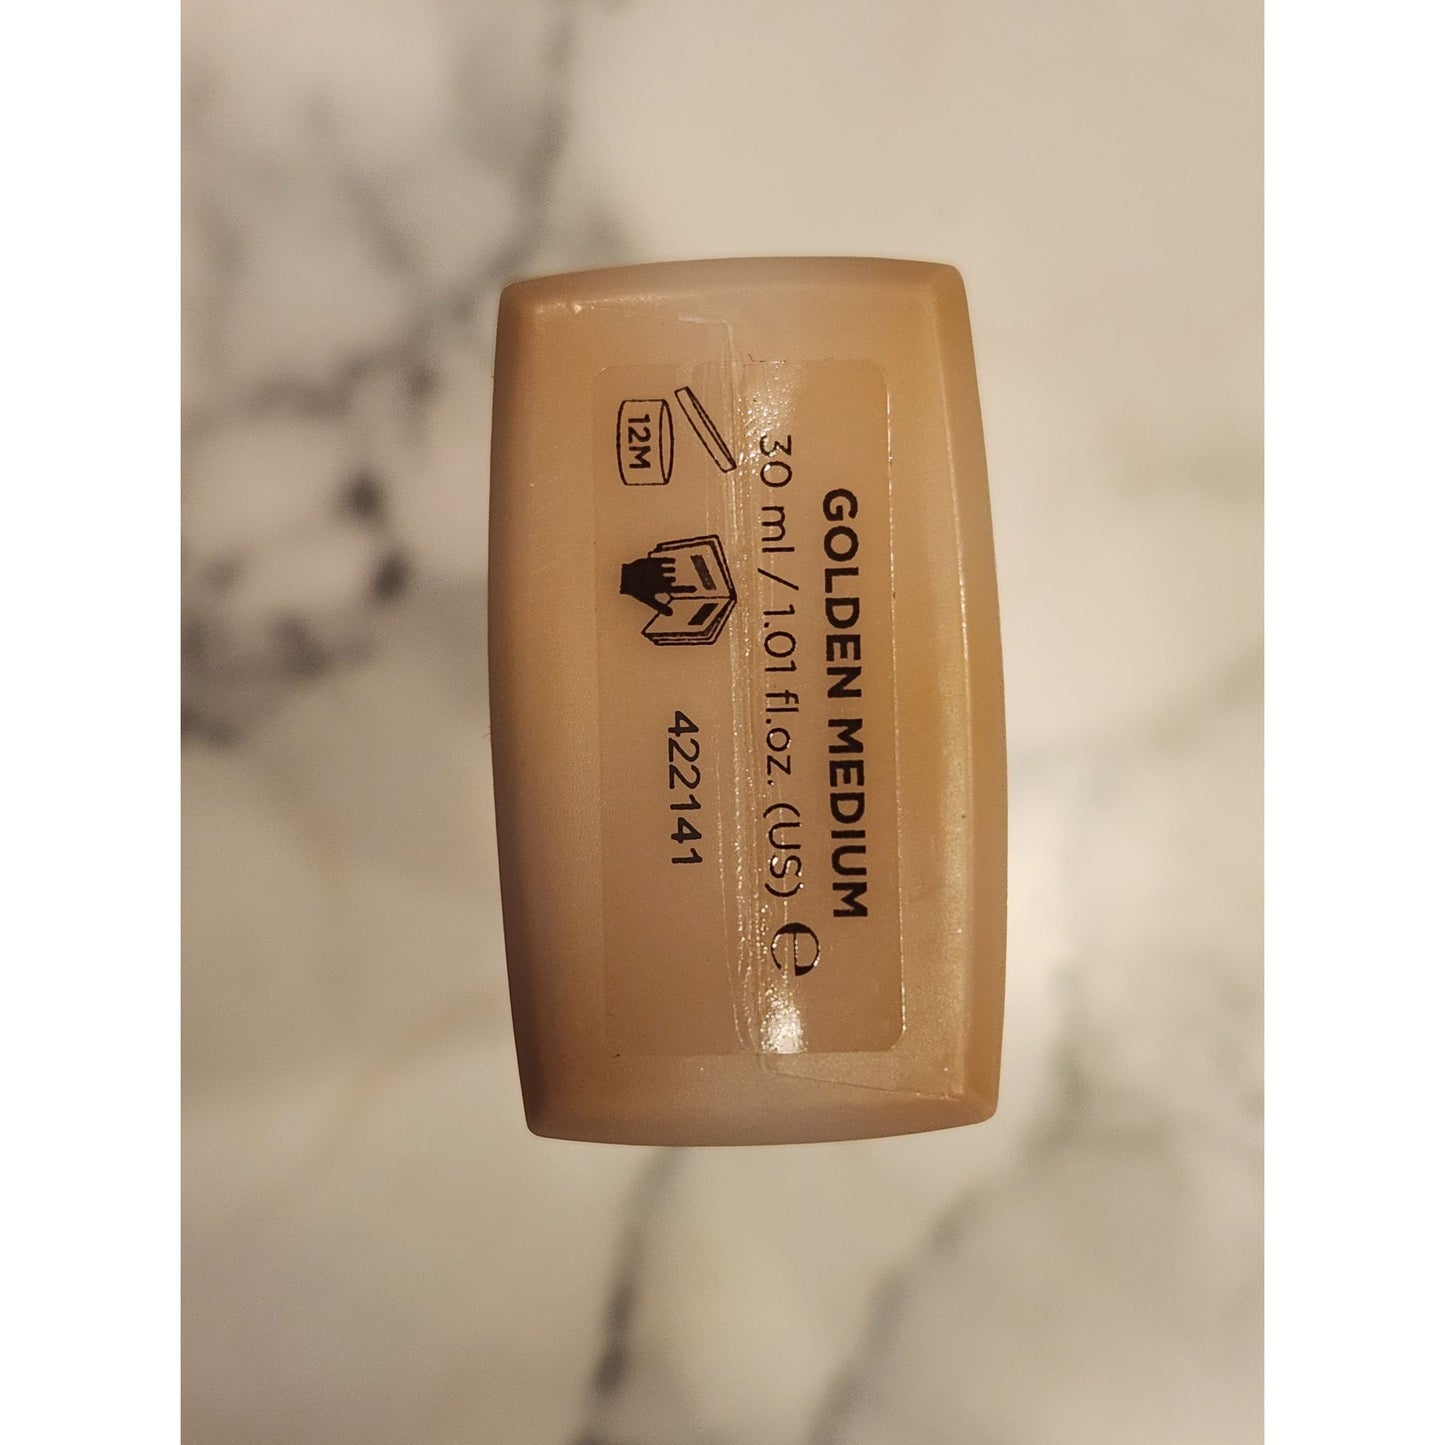 GOLDEN MEDIUM
30 ml / 1.01 fl.oz. (US) e
12M
422141